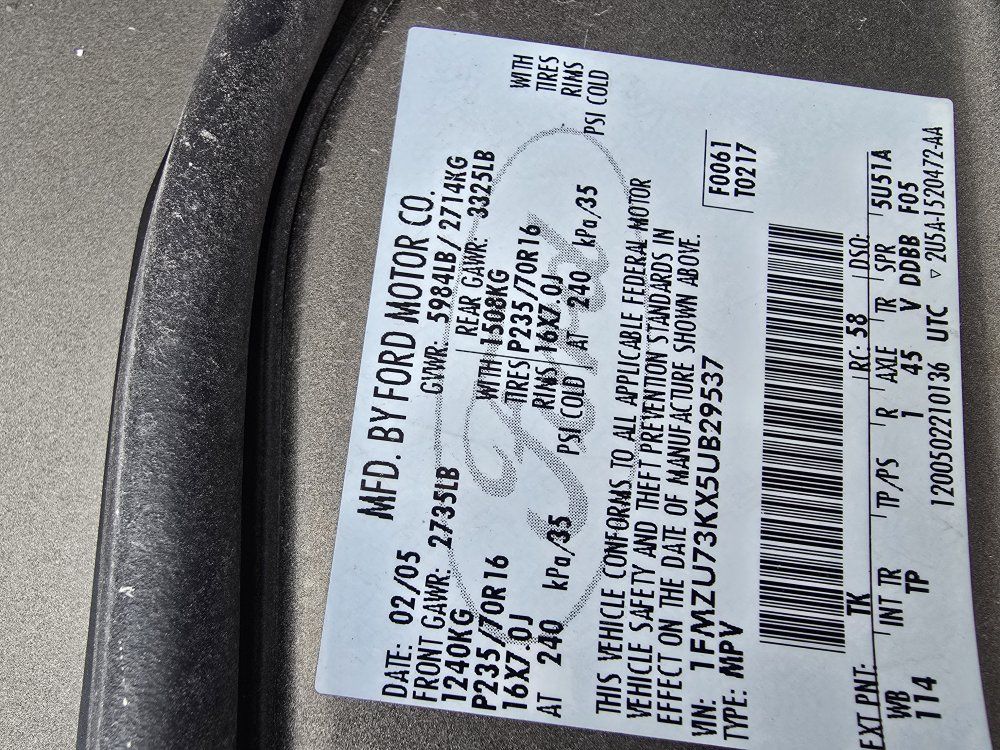 MFD. BY FORD MOTOR CO.
DATE: 02/05 GVWR: 5984LB / 2714KG
FRONT GAWR: 2735LB REAR GAWR: 3325LB
1240KG WITH 1508KG WITH
P235/70R16 TIRES P235/70R16 TIRES
16X7.0J RIMS 16X7.0J RIMS
AT 240 kPa/35 PSI COLD AT 240 kPa/35 PSI COLD
THIS VEHICLE CONFORMS TO ALL APPLICABLE FEDERAL MOTOR
VEHICLE SAFETY AND THEFT PREVENTION STANDARDS IN
EFFECT ON THE DATE OF MANUFACTURE SHOWN ABOVE.
VIN: 1FMZU73KX5UB29537 F0061
TYPE: MPV T0217
EXT PNT: TK RC: 58 DSO:
WB INT TR TP/PS R AXLE TR SPR 5U51A
114 TP 1 45 V DDBB F05
12005022210136 UTC ▽ 2U5A-1520472-AA
Ford